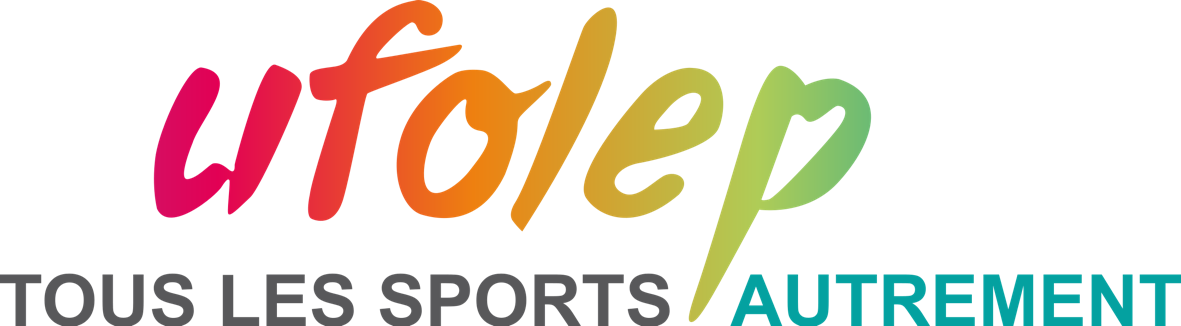 ufolep
TOUS LES SPORTS AUTREMENT